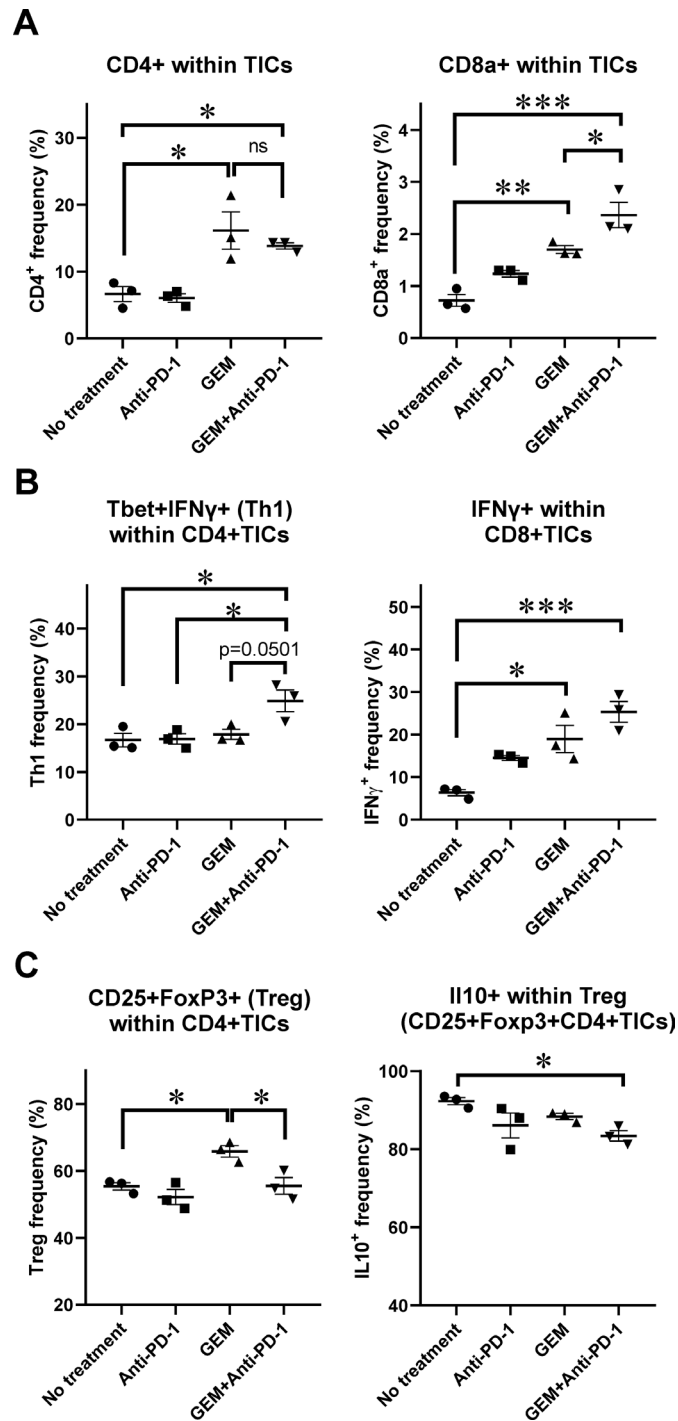 A
CD4+ within TICs
CD8a+ within TICs
CD4+ frequency (%)
30
20
10
0
*
*
ns
No treatment
Anti-PD-1
GEM
GEM+Anti-PD-1
CD8a+ frequency (%)
4
3
2
1
0
***
*
**
No treatment
Anti-PD-1
GEM
GEM+Anti-PD-1
B
Tbet+IFNγ+ (Th1)
within CD4+TICs
IFNγ+ within
CD8+TICs
Th1 frequency (%)
40
30
20
10
0
*
*
p=0.0501
No treatment
Anti-PD-1
GEM
GEM+Anti-PD-1
IFNγ+ frequency (%)
50
40
30
20
10
0
***
*
No treatment
Anti-PD-1
GEM
GEM+Anti-PD-1
C
CD25+FoxP3+ (Treg)
within CD4+TICs
Il10+ within Treg
(CD25+Foxp3+CD4+TICs)
Treg frequency (%)
80
60
40
20
*
*
No treatment
Anti-PD-1
GEM
GEM+Anti-PD-1
IL10+ frequency (%)
100
80
60
40
*
No treatment
Anti-PD-1
GEM
GEM+Anti-PD-1